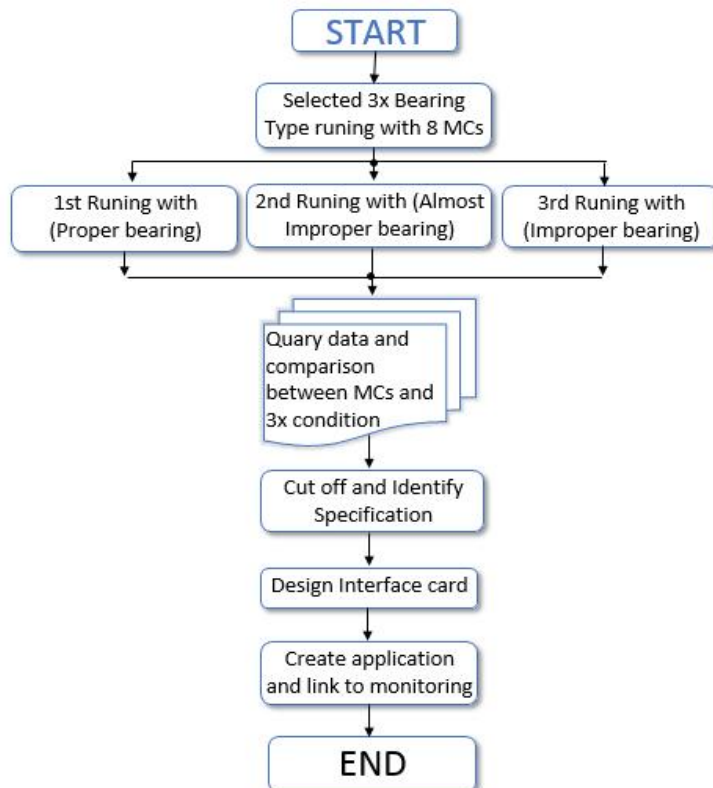 START
Selected 3x Bearing
Type runing with 8 MCs
1st Runing with
(Proper bearing)
2nd Runing with (Almost
Improper bearing)
3rd Runing with
(Improper bearing)
Quary data and
comparison
between MCs and
3x condition
Cut off and Identify
Specification
Design Interface card
Create application
and link to monitoring
END